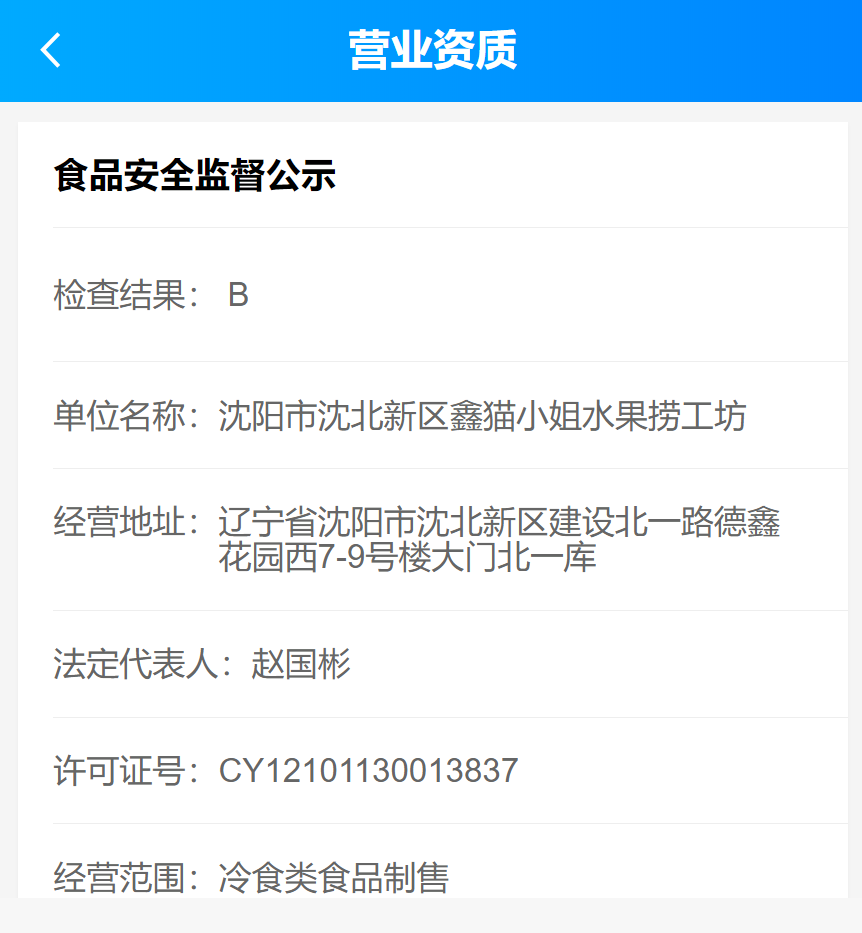 营业资质
食品安全监督公示
检查结果： B
单位名称：沈阳市沈北新区鑫猫小姐水果捞工坊
经营地址：辽宁省沈阳市沈北新区建设北一路德鑫
花园西7-9号楼大门北一库
法定代表人：赵国彬
许可证号：CY12101130013837
经营范围：冷食类食品制售